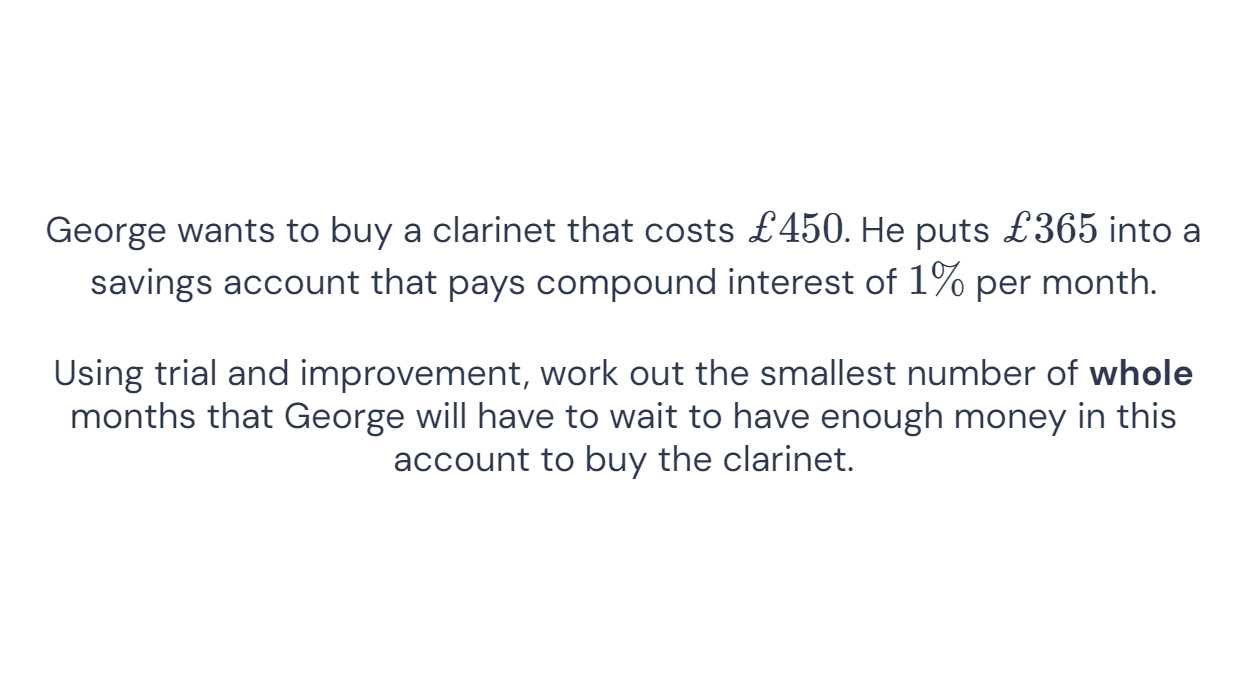 George wants to buy a clarinet that costs £450. He puts £365 into a
savings account that pays compound interest of 1% per month.
Using trial and improvement, work out the smallest number of whole
months that George will have to wait to have enough money in this
account to buy the clarinet.